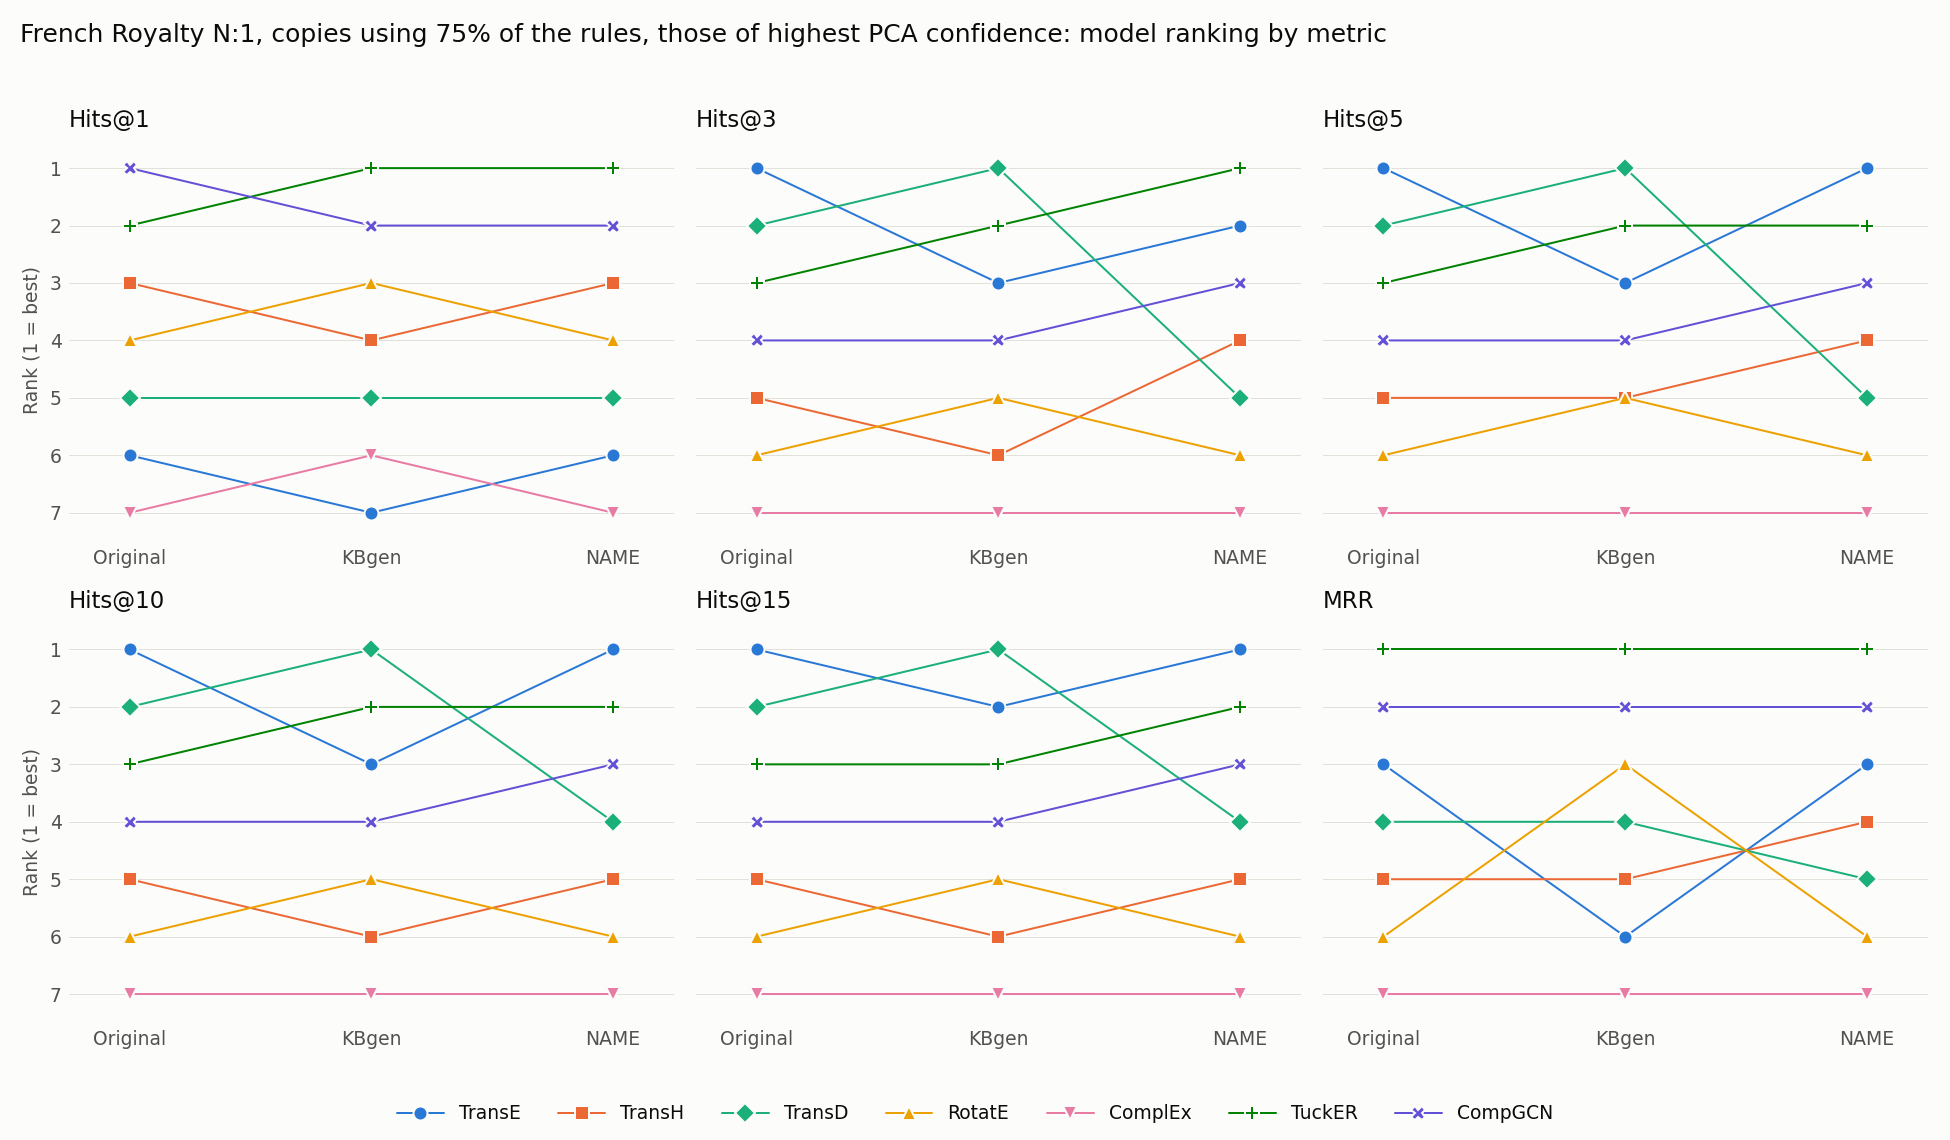 French Royalty N:1, copies using 75% of the rules, those of highest PCA confidence: model ranking by metric
Hits@1
Hits@3
Hits@5
Rank (1 = best)
1
2
3
4
5
6
7
Original
KBgen
NAME
Original
KBgen
NAME
Original
KBgen
NAME
Hits@10
Hits@15
MRR
Rank (1 = best)
1
2
3
4
5
6
7
Original
KBgen
NAME
Original
KBgen
NAME
Original
KBgen
NAME
TransE
TransH
TransD
RotatE
ComplEx
TuckER
CompGCN